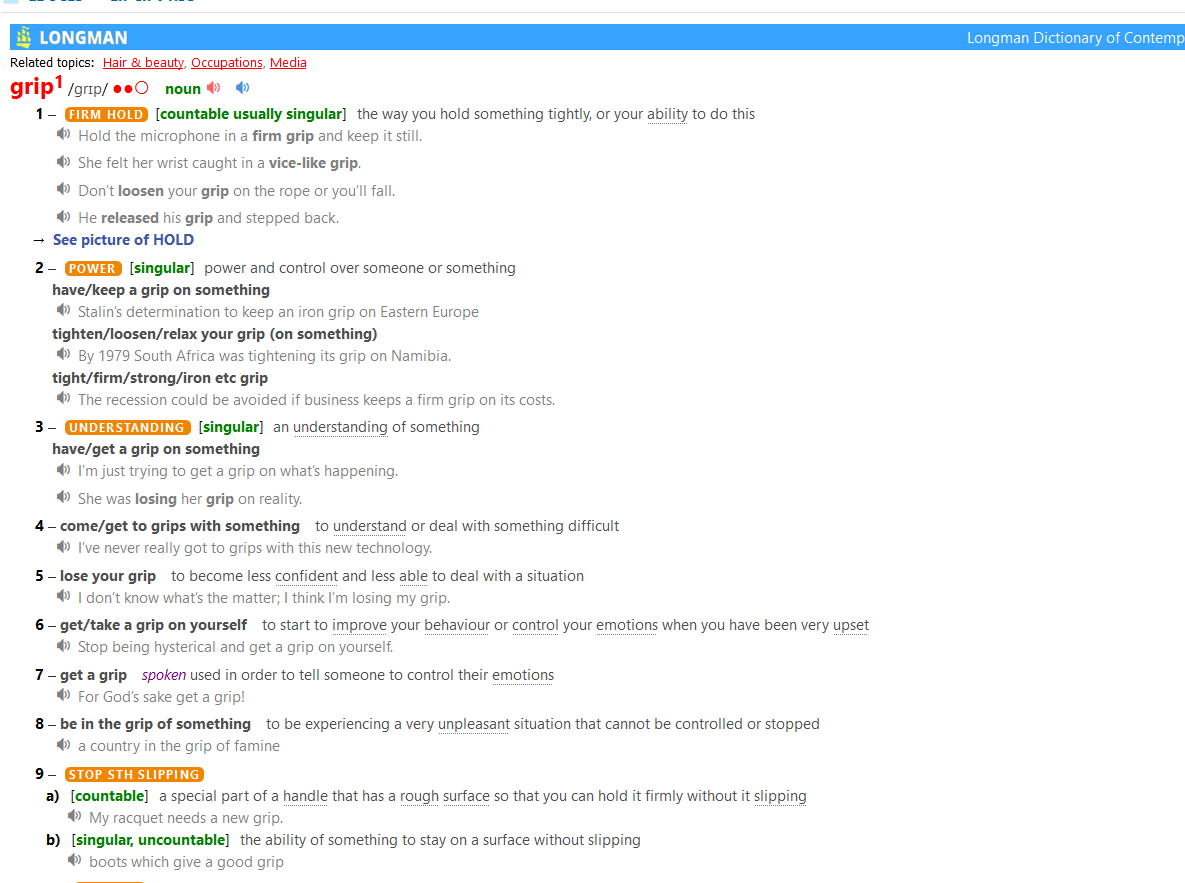 LONGMAN
Longman Dictionary of Contemp
Related topics: Hair & beauty, Occupations, Media
grip1 /ɡrɪp/ ●●○ noun
1 – FIRM HOLD [countable usually singular] the way you hold something tightly, or your ability to do this
Hold the microphone in a firm grip and keep it still.
She felt her wrist caught in a vice-like grip.
Don’t loosen your grip on the rope or you’ll fall.
He released his grip and stepped back.
→ See picture of HOLD
2 – POWER [singular] power and control over someone or something
have/keep a grip on something
Stalin’s determination to keep an iron grip on Eastern Europe
tighten/loosen/relax your grip (on something)
By 1979 South Africa was tightening its grip on Namibia.
tight/firm/strong/iron etc grip
The recession could be avoided if business keeps a firm grip on its costs.
3 – UNDERSTANDING [singular] an understanding of something
have/get a grip on something
I’m just trying to get a grip on what’s happening.
She was losing her grip on reality.
4 – come/get to grips with something to understand or deal with something difficult
I’ve never really got to grips with this new technology.
5 – lose your grip to become less confident and less able to deal with a situation
I don’t know what’s the matter; I think I’m losing my grip.
6 – get/take a grip on yourself to start to improve your behaviour or control your emotions when you have been very upset
Stop being hysterical and get a grip on yourself.
7 – get a grip spoken used in order to tell someone to control their emotions
For God’s sake get a grip!
8 – be in the grip of something to be experiencing a very unpleasant situation that cannot be controlled or stopped
a country in the grip of famine
9 – STOP STH SLIPPING
a) [countable] a special part of a handle that has a rough surface so that you can hold it firmly without it slipping
My racquet needs a new grip.
b) [singular, uncountable] the ability of something to stay on a surface without slipping
boots which give a good grip